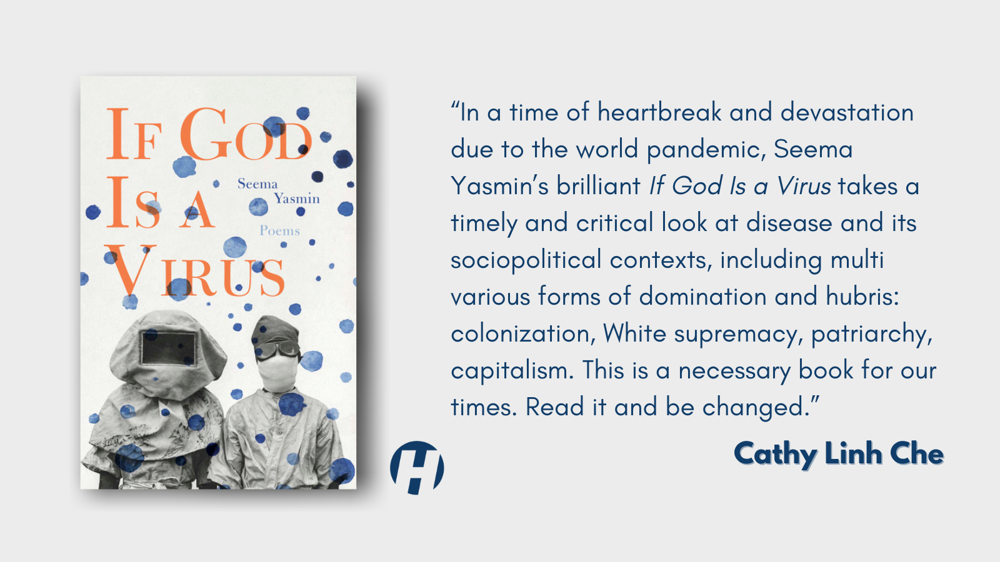 IF GOD
IS A
VIRUS
Seema
Yasmin
Poems
“In a time of heartbreak and devastation
due to the world pandemic, Seema
Yasmin’s brilliant If God Is a Virus takes a
timely and critical look at disease and its
sociopolitical contexts, including multi
various forms of domination and hubris:
colonization, White supremacy, patriarchy,
capitalism. This is a necessary book for our
times. Read it and be changed.”
Cathy Linh Che
H